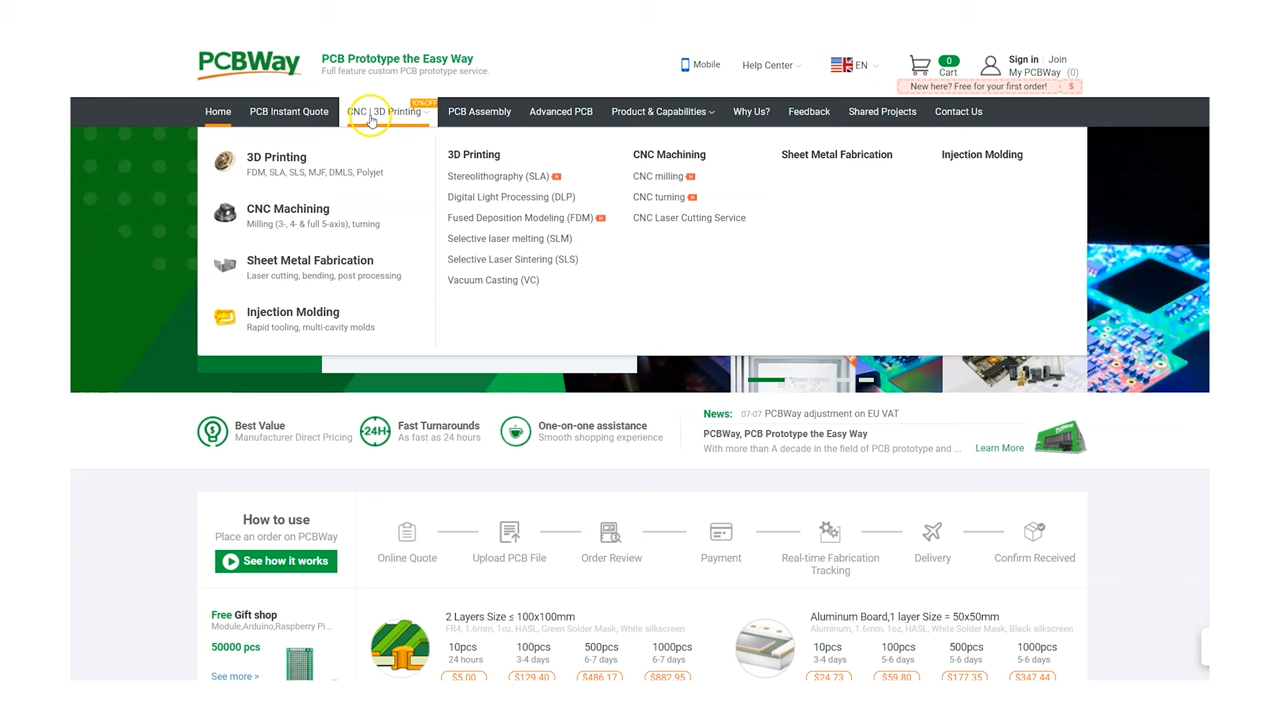 PCBWay
PCB Prototype the Easy Way
Full feature custom PCB prototype service.
Mobile
Help Center
EN
0
Cart
Sign in | Join
My PCBWay (0)
New here? Free for your first order! $
Home
PCB Instant Quote
CNC | 3D Printing
10%OFF
PCB Assembly
Advanced PCB
Product & Capabilities
Why Us?
Feedback
Shared Projects
Contact Us
3D Printing
FDM, SLA, SLS, MJF, DMLS, Polyjet
CNC Machining
Milling (3-, 4- & full 5-axis), turning
Sheet Metal Fabrication
Laser cutting, bending, post processing
Injection Molding
Rapid tooling, multi-cavity molds
3D Printing
Stereolithography (SLA) H
Digital Light Processing (DLP)
Fused Deposition Modeling (FDM) H
Selective laser melting (SLM)
Selective Laser Sintering (SLS)
Vacuum Casting (VC)
CNC Machining
CNC milling H
CNC turning H
CNC Laser Cutting Service
Sheet Metal Fabrication
Injection Molding
Best Value
Manufacturer Direct Pricing
24H
Fast Turnarounds
As fast as 24 hours
One-on-one assistance
Smooth shopping experience
News: 07-07 PCBWay adjustment on EU VAT
PCBWay, PCB Prototype the Easy Way
With more than A decade in the field of PCB prototype and ...
Learn More
How to use
Place an order on PCBWay
See how it works
Online Quote
Upload PCB File
Order Review
Payment
Real-time Fabrication
Tracking
Delivery
Confirm Received
Free Gift shop
Module,Arduino,Raspberry Pi...
50000 pcs
See more >
2 Layers Size ≤ 100x100mm
FR4, 1.6mm, 1oz, HASL, Green Solder Mask, White silkscreen
10pcs 100pcs 500pcs 1000pcs
24 hours 3-4 days 6-7 days 6-7 days
$5.00 $129.40 $486.17 $882.95
Aluminum Board,1 layer Size = 50x50mm
Aluminum, 1.6mm, 1oz, HASL, White Solder Mask, Black silkscreen
10pcs 100pcs 500pcs 1000pcs
3-4 days 5-6 days 5-6 days 5-6 days
$24.73 $59.80 $177.35 $347.44